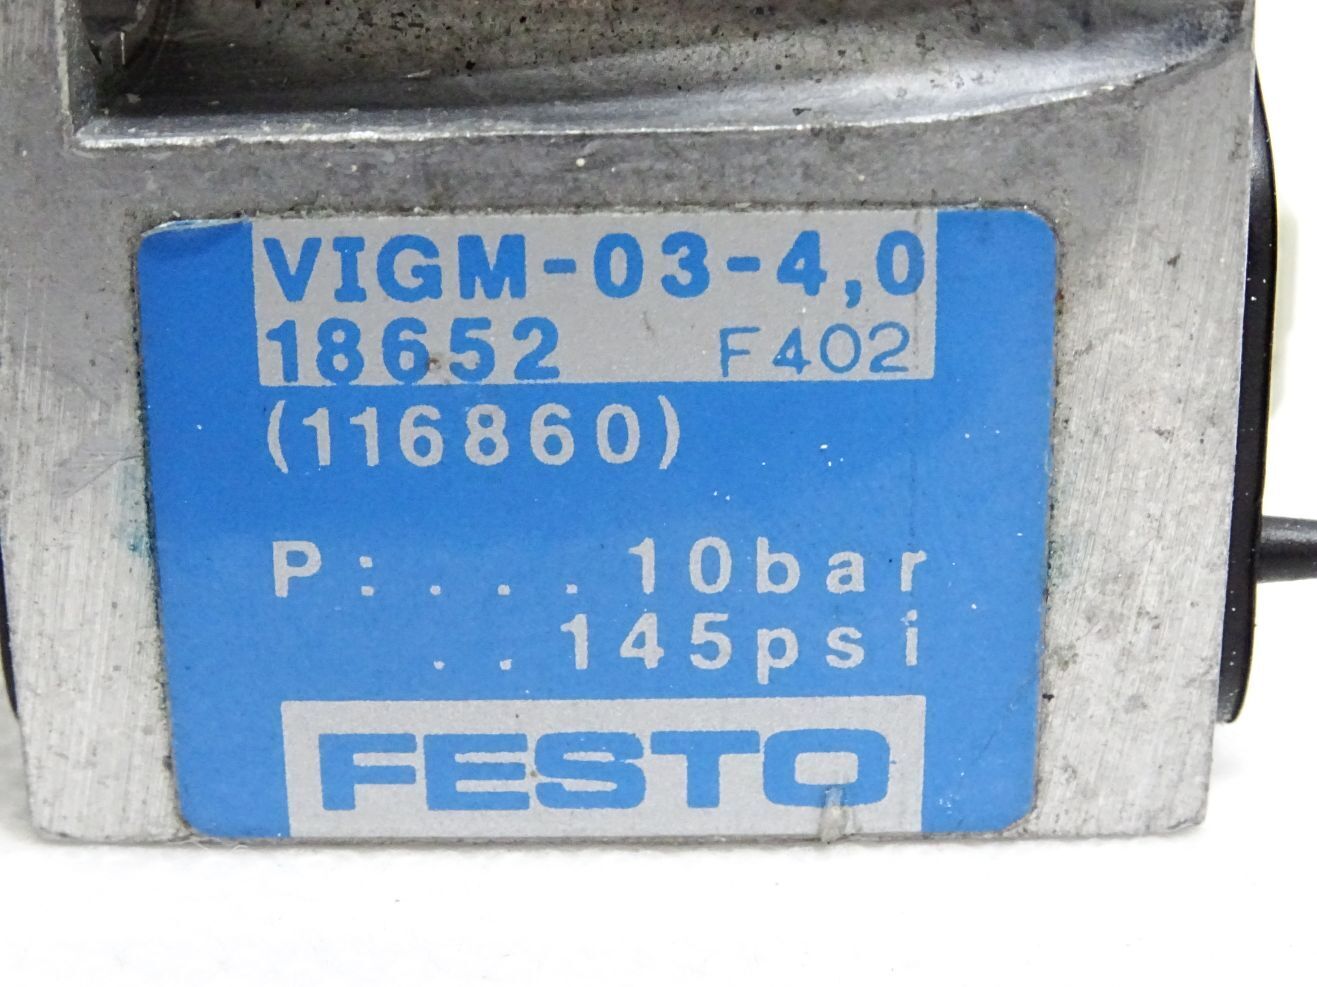 VIGM-03-4,0
18652 F402
(116860)
P:...10bar
..145psi
FESTO